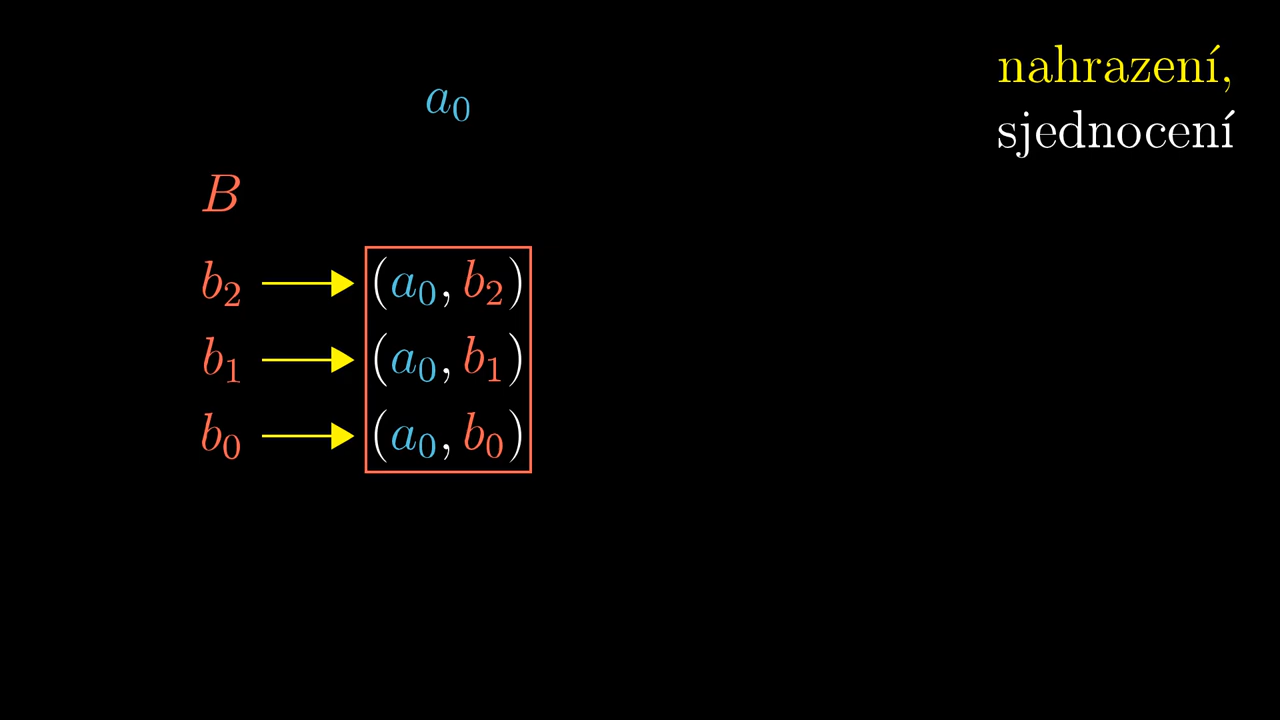 nahrazení,
sjednocení
a₀
B
b₂ → (a₀, b₂)
b₁ → (a₀, b₁)
b₀ → (a₀, b₀)